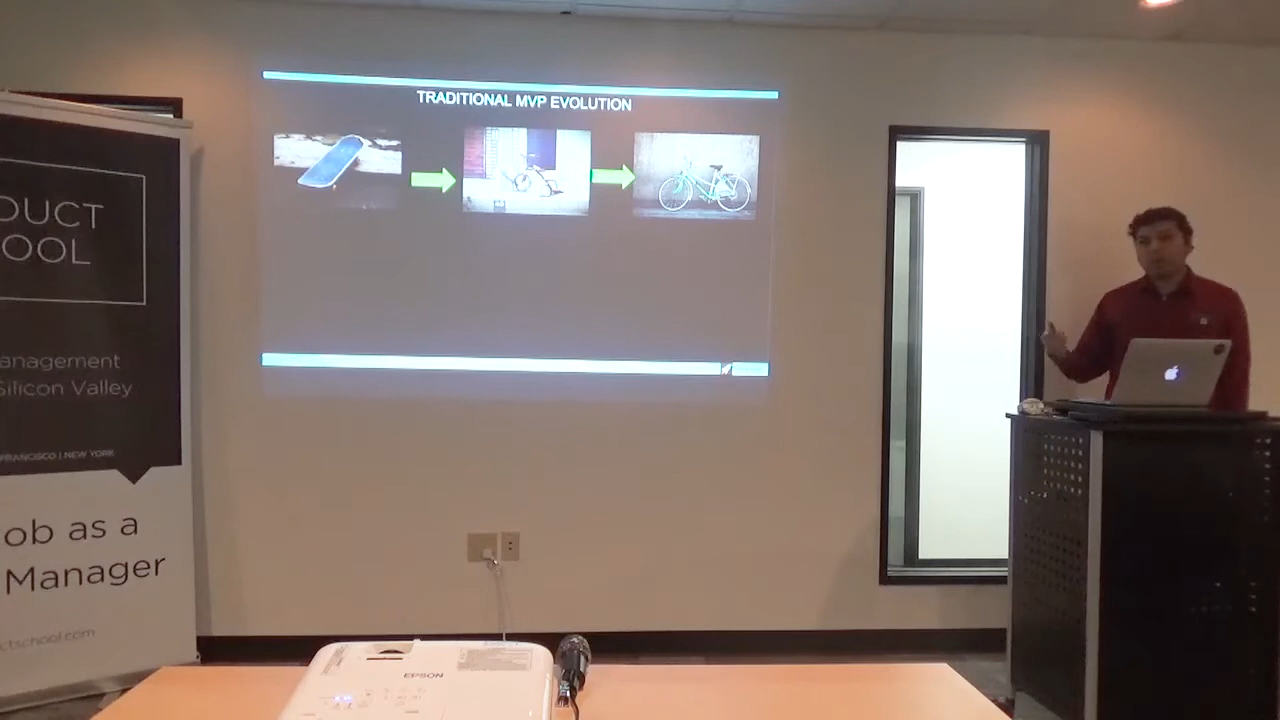 TRADITIONAL MVP EVOLUTION
DUCT
OOL
anagement
Silicon Valley
FRANCISCO | NEW YORK
ob as a
Manager
ctschool.com
EPSON